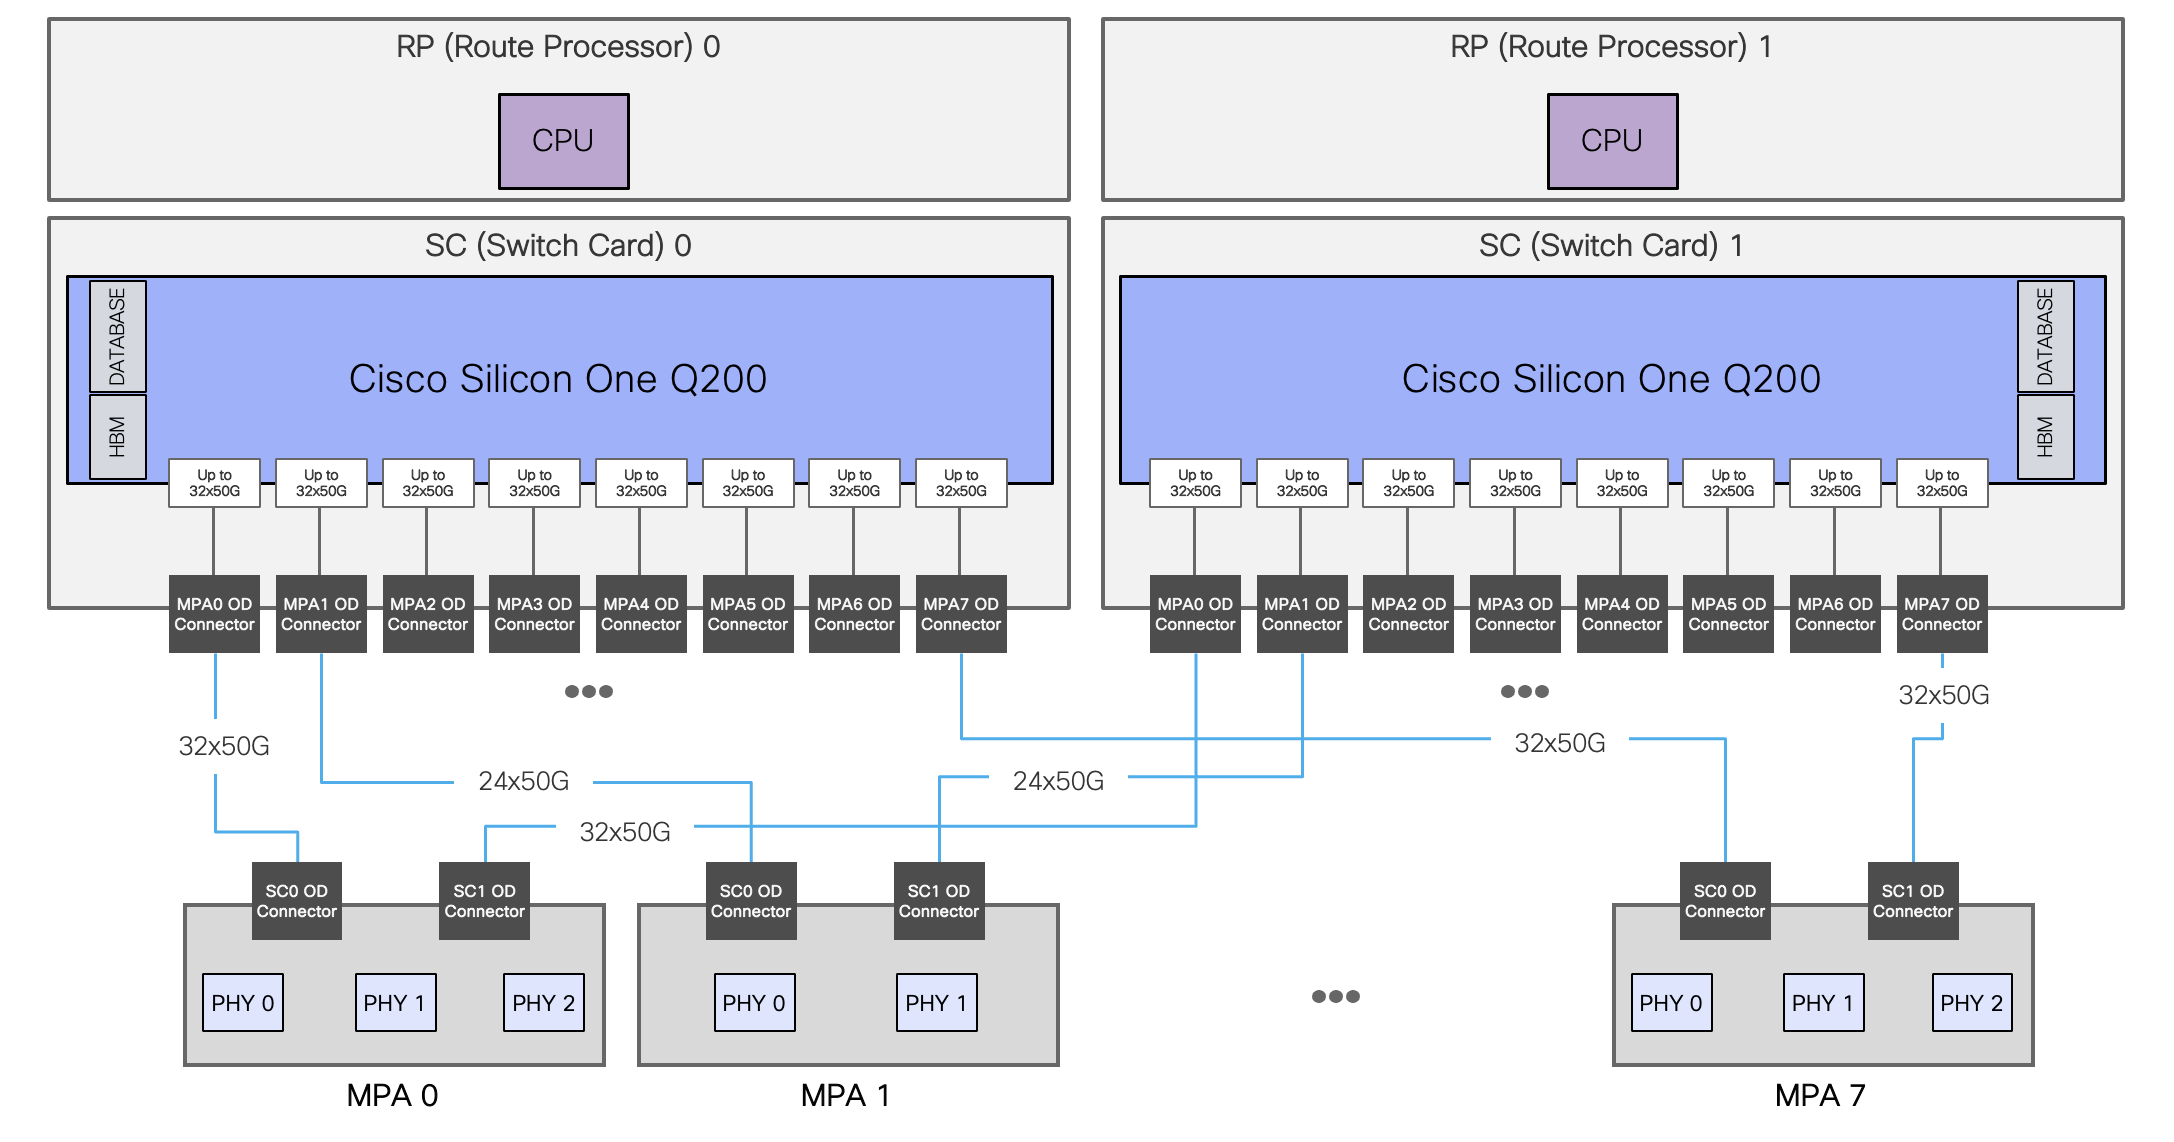 RP (Route Processor) 0
CPU
RP (Route Processor) 1
CPU
SC (Switch Card) 0
DATABASE
HBM
Cisco Silicon One Q200
Up to
32x50G
Up to
32x50G
Up to
32x50G
Up to
32x50G
Up to
32x50G
Up to
32x50G
Up to
32x50G
Up to
32x50G
MPA0 OD
Connector
MPA1 OD
Connector
MPA2 OD
Connector
MPA3 OD
Connector
MPA4 OD
Connector
MPA5 OD
Connector
MPA6 OD
Connector
MPA7 OD
Connector
SC (Switch Card) 1
DATABASE
HBM
Cisco Silicon One Q200
Up to
32x50G
Up to
32x50G
Up to
32x50G
Up to
32x50G
Up to
32x50G
Up to
32x50G
Up to
32x50G
Up to
32x50G
MPA0 OD
Connector
MPA1 OD
Connector
MPA2 OD
Connector
MPA3 OD
Connector
MPA4 OD
Connector
MPA5 OD
Connector
MPA6 OD
Connector
MPA7 OD
Connector
32x50G
32x50G
32x50G
24x50G
24x50G
32x50G
SC0 OD
Connector
SC1 OD
Connector
PHY 0
PHY 1
PHY 2
MPA 0
SC0 OD
Connector
SC1 OD
Connector
PHY 0
PHY 1
MPA 1
SC0 OD
Connector
SC1 OD
Connector
PHY 0
PHY 1
PHY 2
MPA 7